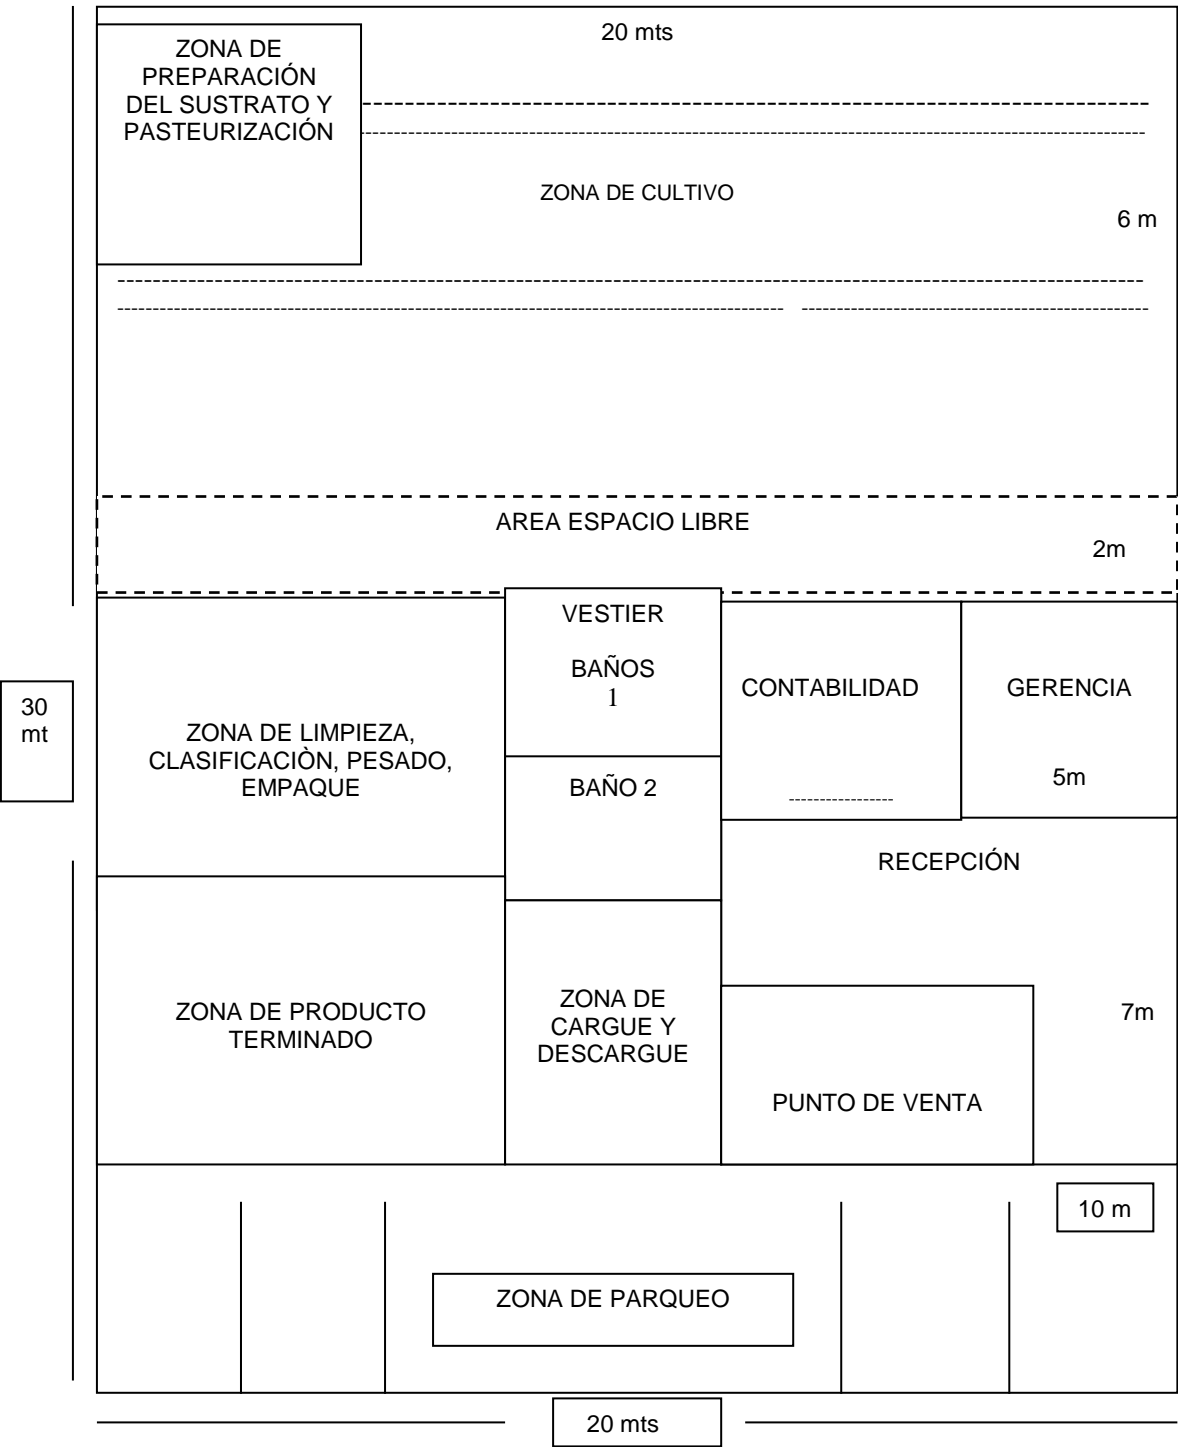 20 mts
ZONA DE
PREPARACIÓN
DEL SUSTRATO Y
PASTEURIZACIÓN
ZONA DE CULTIVO
6 m
AREA ESPACIO LIBRE
2m
VESTIER
BAÑOS
1
CONTABILIDAD
GERENCIA
5m
30
mt
ZONA DE LIMPIEZA,
CLASIFICACIÒN, PESADO,
EMPAQUE
BAÑO 2
RECEPCIÓN
ZONA DE PRODUCTO
TERMINADO
ZONA DE
CARGUE Y
DESCARGUE
7m
PUNTO DE VENTA
10 m
ZONA DE PARQUEO
20 mts